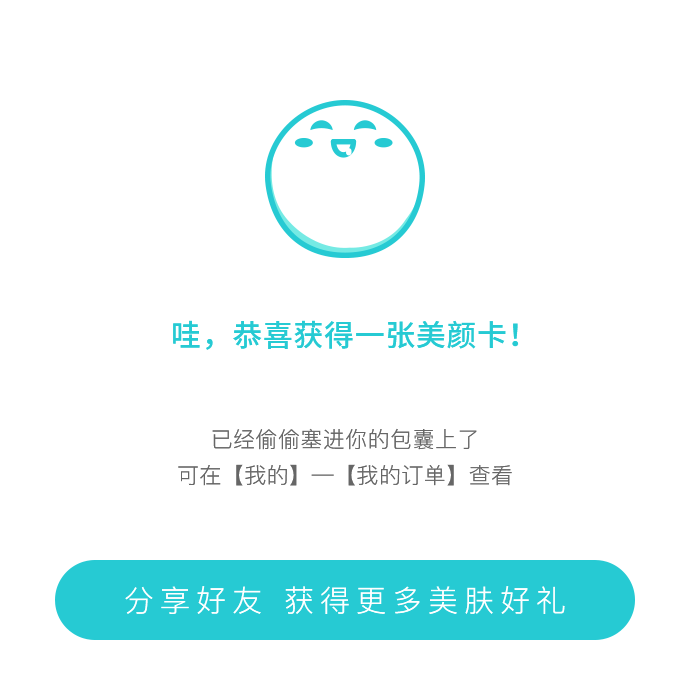 哇，恭喜获得一张美颜卡！
已经偷偷塞进你的包囊上了
可在【我的】—【我的订单】查看
分享好友 获得更多美肤好礼